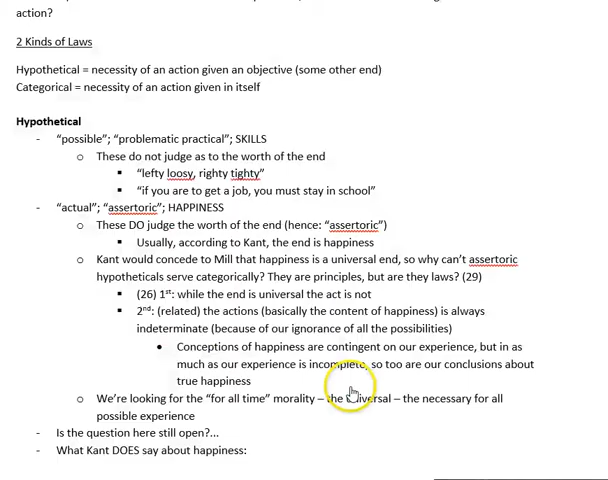 action?
2 Kinds of Laws
Hypothetical = necessity of an action given an objective (some other end)
Categorical = necessity of an action given in itself
Hypothetical
- "possible"; "problematic practical"; SKILLS
o These do not judge as to the worth of the end
▪ "lefty loosy, righty tighty"
▪ "if you are to get a job, you must stay in school"
- "actual"; "assertoric"; HAPPINESS
o These DO judge the worth of the end (hence: "assertoric")
▪ Usually, according to Kant, the end is happiness
o Kant would concede to Mill that happiness is a universal end, so why can't assertoric
hypotheticals serve categorically? They are principles, but are they laws? (29)
▪ (26) 1st: while the end is universal the act is not
▪ 2nd: (related) the actions (basically the content of happiness) is always
indeterminate (because of our ignorance of all the possibilities)
• Conceptions of happiness are contingent on our experience, but in as
much as our experience is incomplete, so too are our conclusions about
true happiness
o We're looking for the "for all time" morality – the universal – the necessary for all
possible experience
- Is the question here still open?...
- What Kant DOES say about happiness: